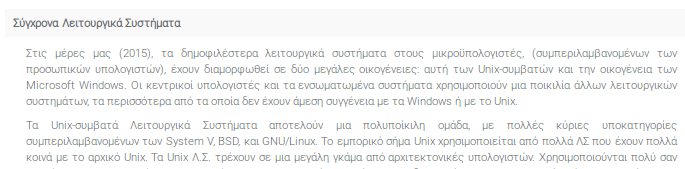 Σύγχρονα Λειτουργικά Συστήματα
Στις μέρες μας (2015), τα δημοφιλέστερα λειτουργικά συστήματα στους μικροϋπολογιστές, (συμπεριλαμβανομένων των
προσωπικών υπολογιστών), έχουν διαμορφωθεί σε δύο μεγάλες οικογένειες: αυτή των Unix-συμβατών και την οικογένεια των
Microsoft Windows. Οι κεντρικοί υπολογιστές και τα ενσωματωμένα συστήματα χρησιμοποιούν μια ποικιλία άλλων λειτουργικών
συστημάτων, τα περισσότερα από τα οποία δεν έχουν άμεση συγγένεια με τα Windows ή με το Unix.
Τα Unix-συμβατά Λειτουργικά Συστήματα αποτελούν μια πολυποίκιλη ομάδα, με πολλές κύριες υποκατηγορίες
συμπεριλαμβανομένων των System V, BSD, και GNU/Linux. Το εμπορικό σήμα Unix χρησιμοποιείται από πολλά ΛΣ που έχουν πολλά
κοινά με το αρχικό Unix. Τα Unix Λ.Σ. τρέχουν σε μια μεγάλη γκάμα από αρχιτεκτονικές υπολογιστών. Χρησιμοποιούνται πολύ σαν